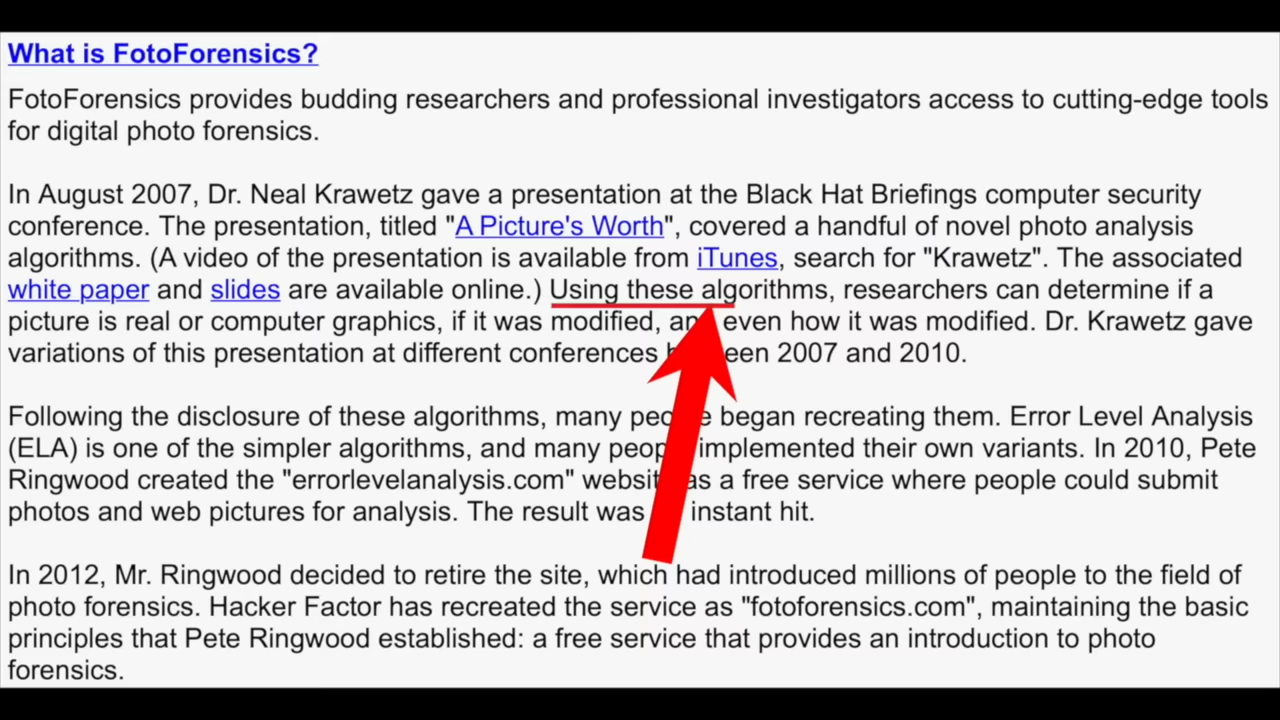 What is FotoForensics?
FotoForensics provides budding researchers and professional investigators access to cutting-edge tools
for digital photo forensics.
In August 2007, Dr. Neal Krawetz gave a presentation at the Black Hat Briefings computer security
conference. The presentation, titled "A Picture's Worth", covered a handful of novel photo analysis
algorithms. (A video of the presentation is available from iTunes, search for "Krawetz". The associated
white paper and slides are available online.) Using these algorithms, researchers can determine if a
picture is real or computer graphics, if it was modified, and even how it was modified. Dr. Krawetz gave
variations of this presentation at different conferences between 2007 and 2010.
Following the disclosure of these algorithms, many people began recreating them. Error Level Analysis
(ELA) is one of the simpler algorithms, and many people implemented their own variants. In 2010, Pete
Ringwood created the "errorlevelanalysis.com" website as a free service where people could submit
photos and web pictures for analysis. The result was instant hit.
In 2012, Mr. Ringwood decided to retire the site, which had introduced millions of people to the field of
photo forensics. Hacker Factor has recreated the service as "fotoforensics.com", maintaining the basic
principles that Pete Ringwood established: a free service that provides an introduction to photo
forensics.